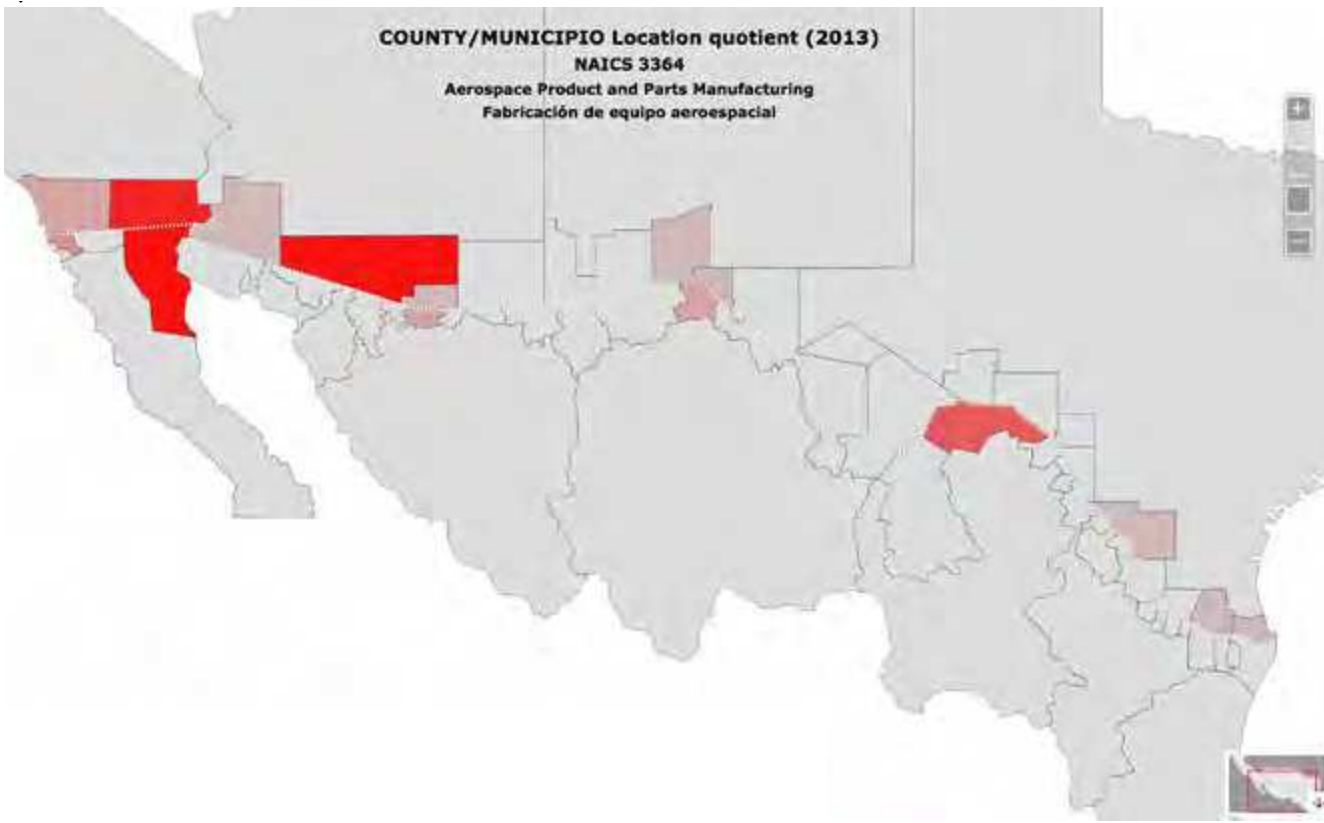 COUNTY/MUNICIPIO Location quotient (2013)
NAICS 3364
Aerospace Product and Parts Manufacturing
Fabricación de equipo aeroespacial